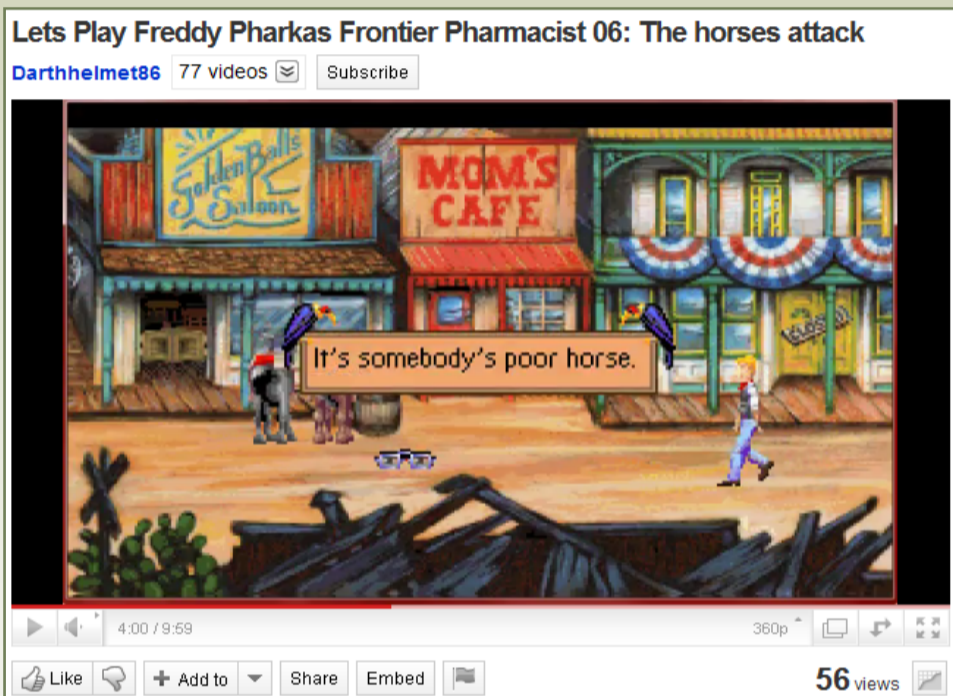 Lets Play Freddy Pharkas Frontier Pharmacist 06: The horses attack
Darthhelmet86 77 videos Subscribe
Golden Balls
Saloon
MOM'S
CAFE
CLOSED
It's somebody's poor horse.
4:00 / 9:59 360p
Like + Add to Share Embed 56 views